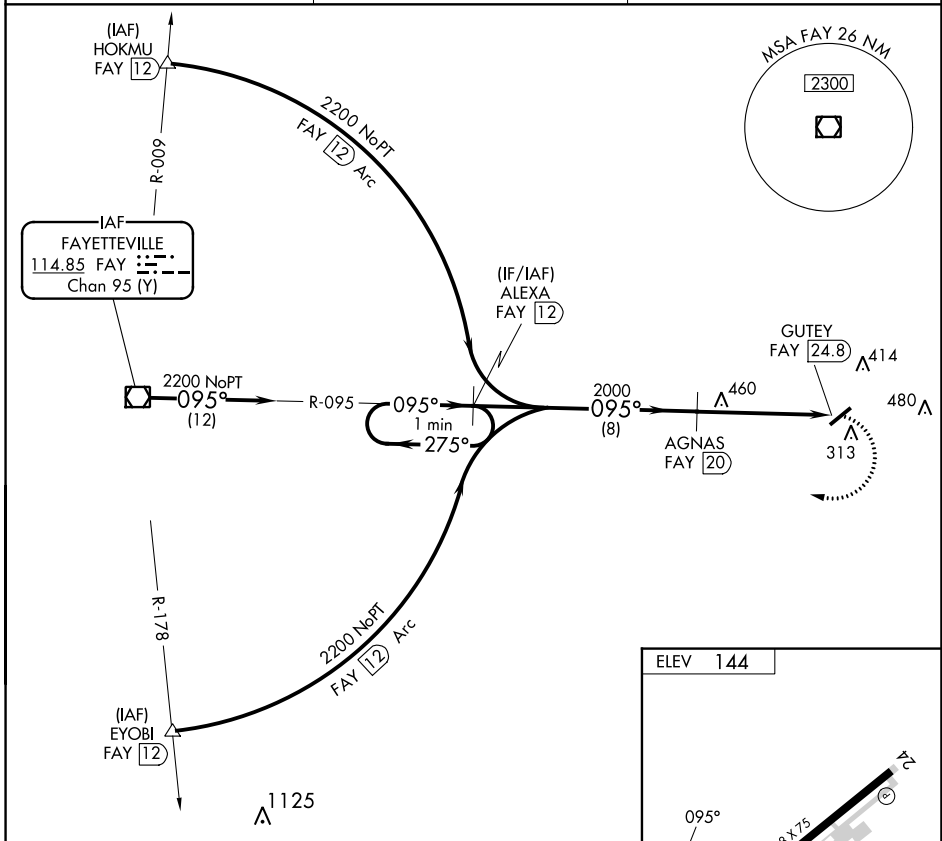 (IAF)
HOKMU
FAY 12
2200 NoPT
FAY 12 Arc
MSA FAY 26 NM
2300
R-009
IAF
FAYETTEVILLE
114.85 FAY
Chan 95 (Y)
(IF/IAF)
ALEXA
FAY 12
GUTEY
FAY 24.8
414
2200 NoPT
095°
(12)
R-095
095°
1 min
275°
2000
095°
(8)
460
480
AGNAS
FAY 20
313
R-178
2200 NoPT
FAY 12 Arc
ELEV 144
(IAF)
EYOBI
FAY 12
1125
24
P
095°
X 75